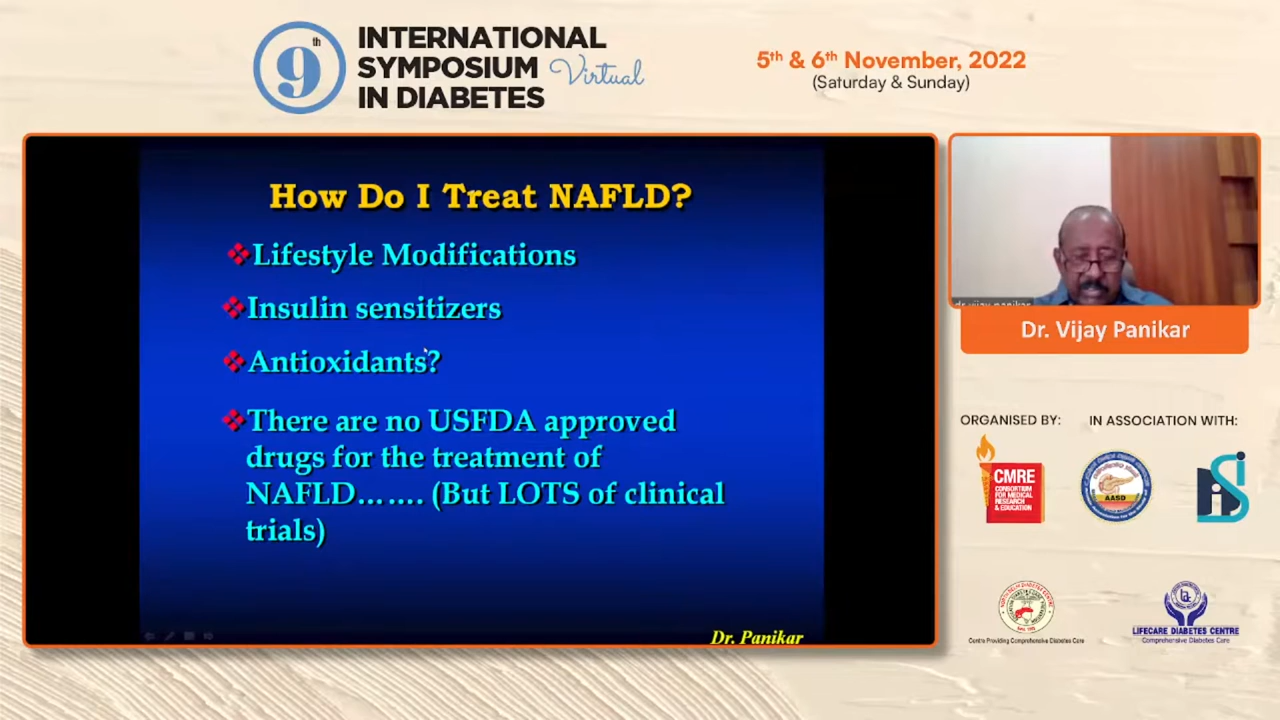 9th
INTERNATIONAL
SYMPOSIUM Virtual
IN DIABETES
5th & 6th November, 2022
(Saturday & Sunday)
How Do I Treat NAFLD?
Lifestyle Modifications
Insulin sensitizers
Antioxidants?
There are no USFDA approved
drugs for the treatment of
NAFLD……. (But LOTS of clinical
trials)
Dr. Panikar
dr vijay panikar
Dr. Vijay Panikar
ORGANISED BY:
IN ASSOCIATION WITH:
CMRE
CONSORTIUM
FOR MEDICAL
RESEARCH
& EDUCATION
AASD
Centre Providing Comprehensive Diabetes Care
LIFECARE DIABETES CENTRE
Comprehensive Diabetes Care